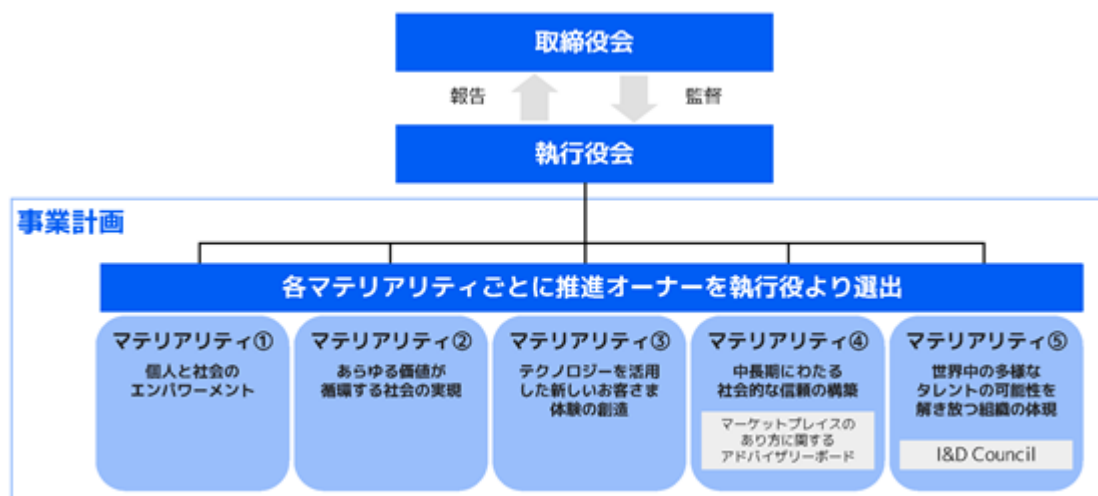 取締役会
報告
監督
執行役会
事業計画
各マテリアリティごとに推進オーナーを執行役より選出
マテリアリティ①
個人と社会の
エンパワーメント
マテリアリティ②
あらゆる価値が
循環する社会の実現
マテリアリティ③
テクノロジーを活用
した新しいお客さま
体験の創造
マテリアリティ④
中長期にわたる
社会的な信頼の構築
マーケットプレイスの
あり方に関する
アドバイザリーボード
マテリアリティ⑤
世界中の多様な
タレントの可能性を
解き放つ組織の体現
I&D Council